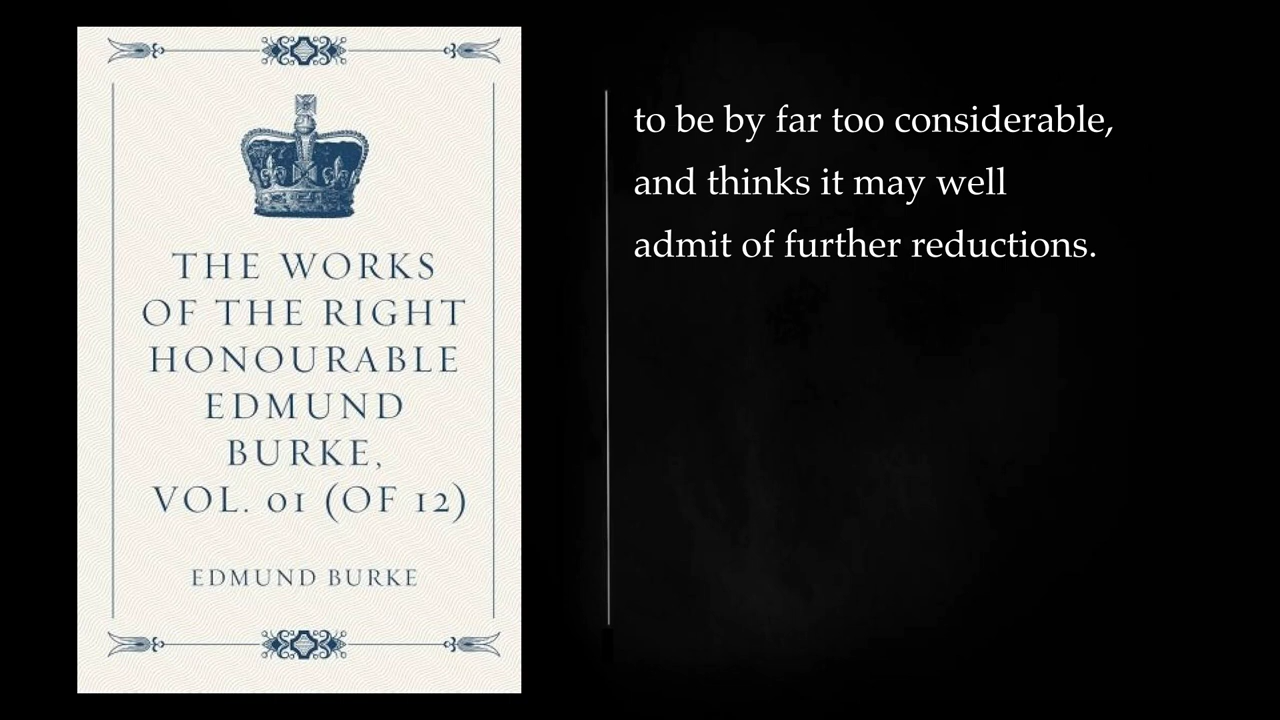 THE WORKS
OF THE RIGHT
HONOURABLE
EDMUND
BURKE,
VOL. 01 (OF 12)
EDMUND BURKE
to be by far too considerable,
and thinks it may well
admit of further reductions.